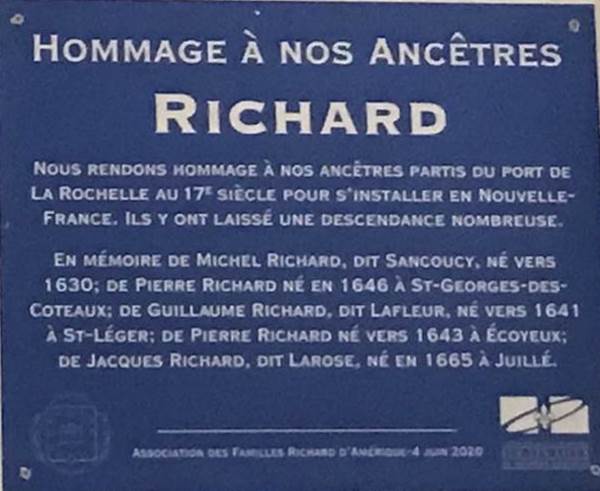 HOMMAGE À NOS ANCÊTRES
RICHARD
NOUS RENDONS HOMMAGE À NOS ANCÊTRES PARTIS DU PORT DE
LA ROCHELLE AU 17E SIÈCLE POUR S'INSTALLER EN NOUVELLE-
FRANCE. ILS Y ONT LAISSÉ UNE DESCENDANCE NOMBREUSE.
EN MÉMOIRE DE MICHEL RICHARD, DIT SANCOUCY, NÉ VERS
1630; DE PIERRE RICHARD NÉ EN 1646 À ST-GEORGES-DES-
COTEAUX; DE GUILLAUME RICHARD, DIT LAFLEUR, NÉ VERS 1641
À ST-LÉGER; DE PIERRE RICHARD NÉ VERS 1643 À ÉCOYEUX;
DE JACQUES RICHARD, DIT LAROSE, NÉ EN 1665 À JUILLÉ.
ASSOCIATION DES FAMILLES RICHARD D'AMÉRIQUE-4 JUIN 2020